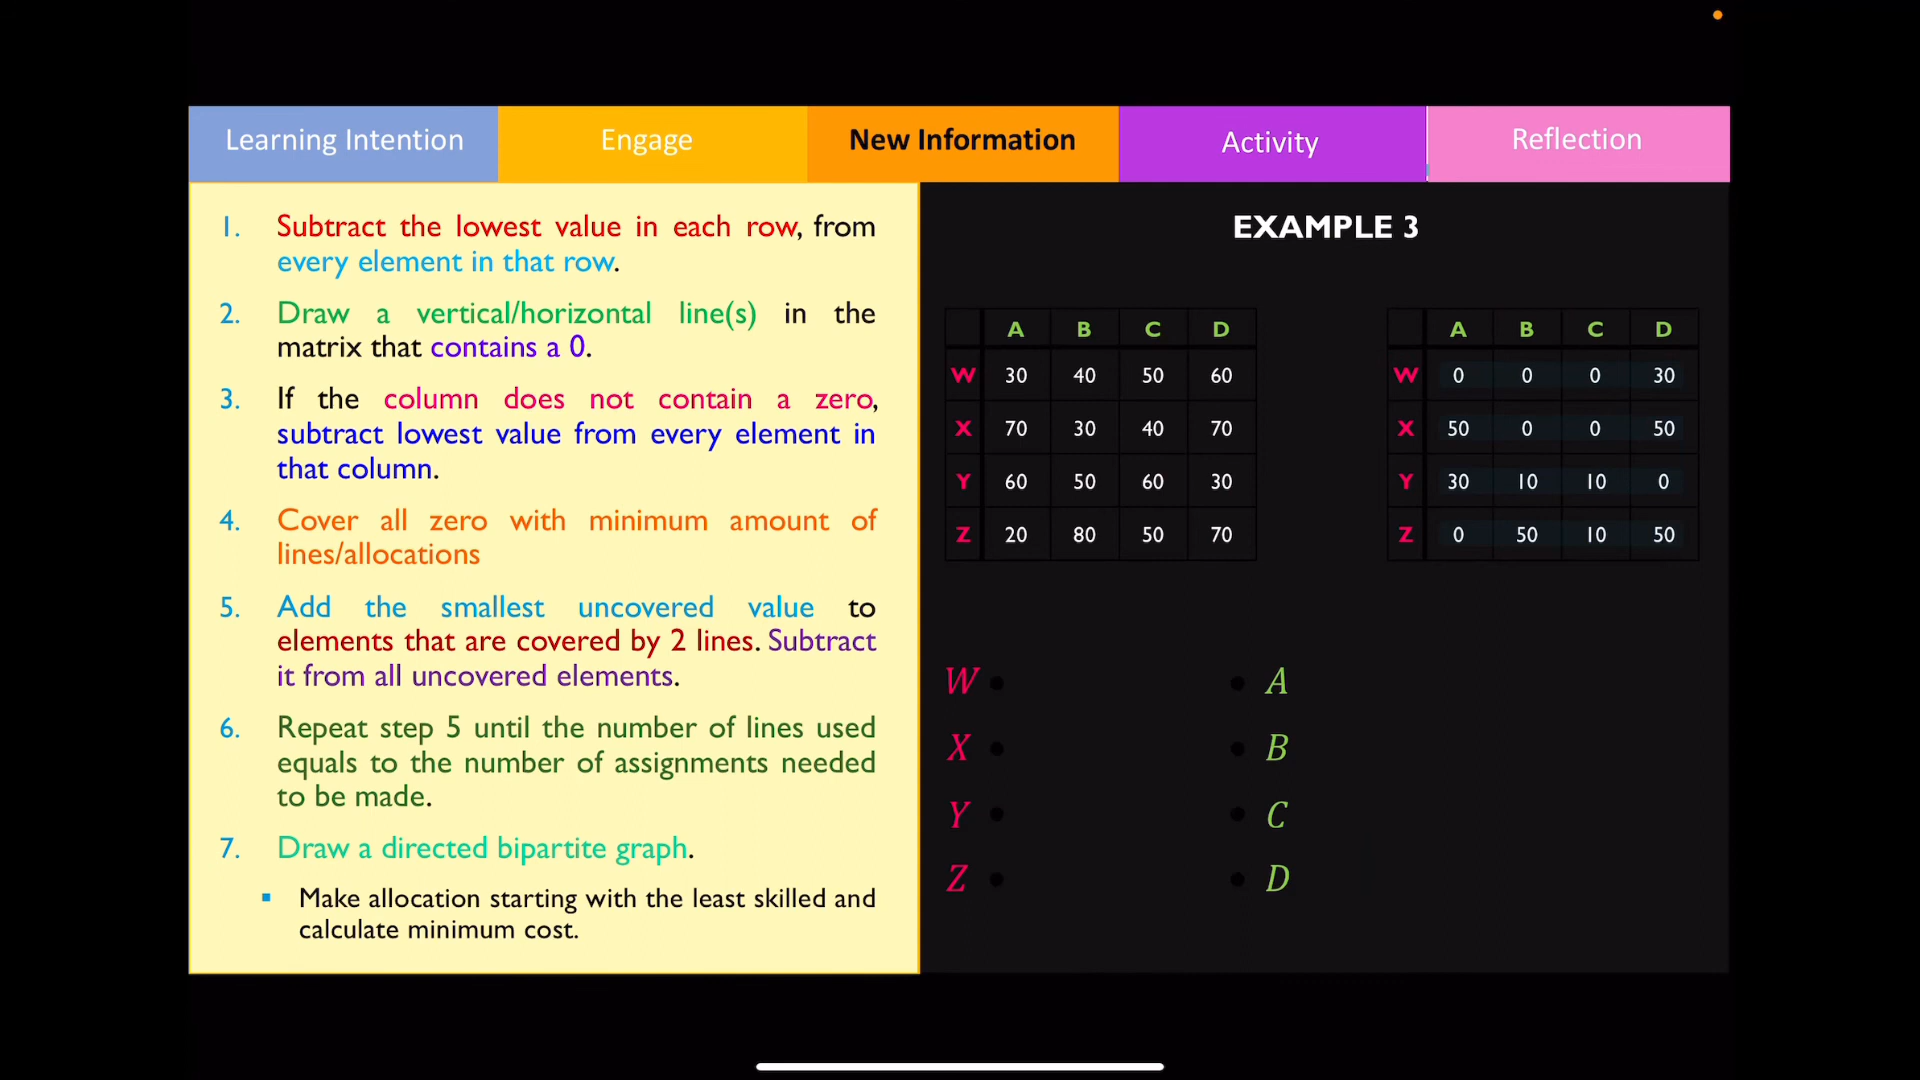 Learning Intention Engage New Information Activity Reflection
1. Subtract the lowest value in each row, from
every element in that row.
2. Draw a vertical/horizontal line(s) in the
matrix that contains a 0.
3. If the column does not contain a zero,
subtract lowest value from every element in
that column.
4. Cover all zero with minimum amount of
lines/allocations
5. Add the smallest uncovered value to
elements that are covered by 2 lines. Subtract
it from all uncovered elements.
6. Repeat step 5 until the number of lines used
equals to the number of assignments needed
to be made.
7. Draw a directed bipartite graph.
▪ Make allocation starting with the least skilled and
calculate minimum cost.
EXAMPLE 3
A B C D
W 30 40 50 60
X 70 30 40 70
Y 60 50 60 30
Z 20 80 50 70
A B C D
W 0 0 0 30
X 50 0 0 50
Y 30 10 10 0
Z 0 50 10 50
W • • A
X • • B
Y • • C
Z • • D